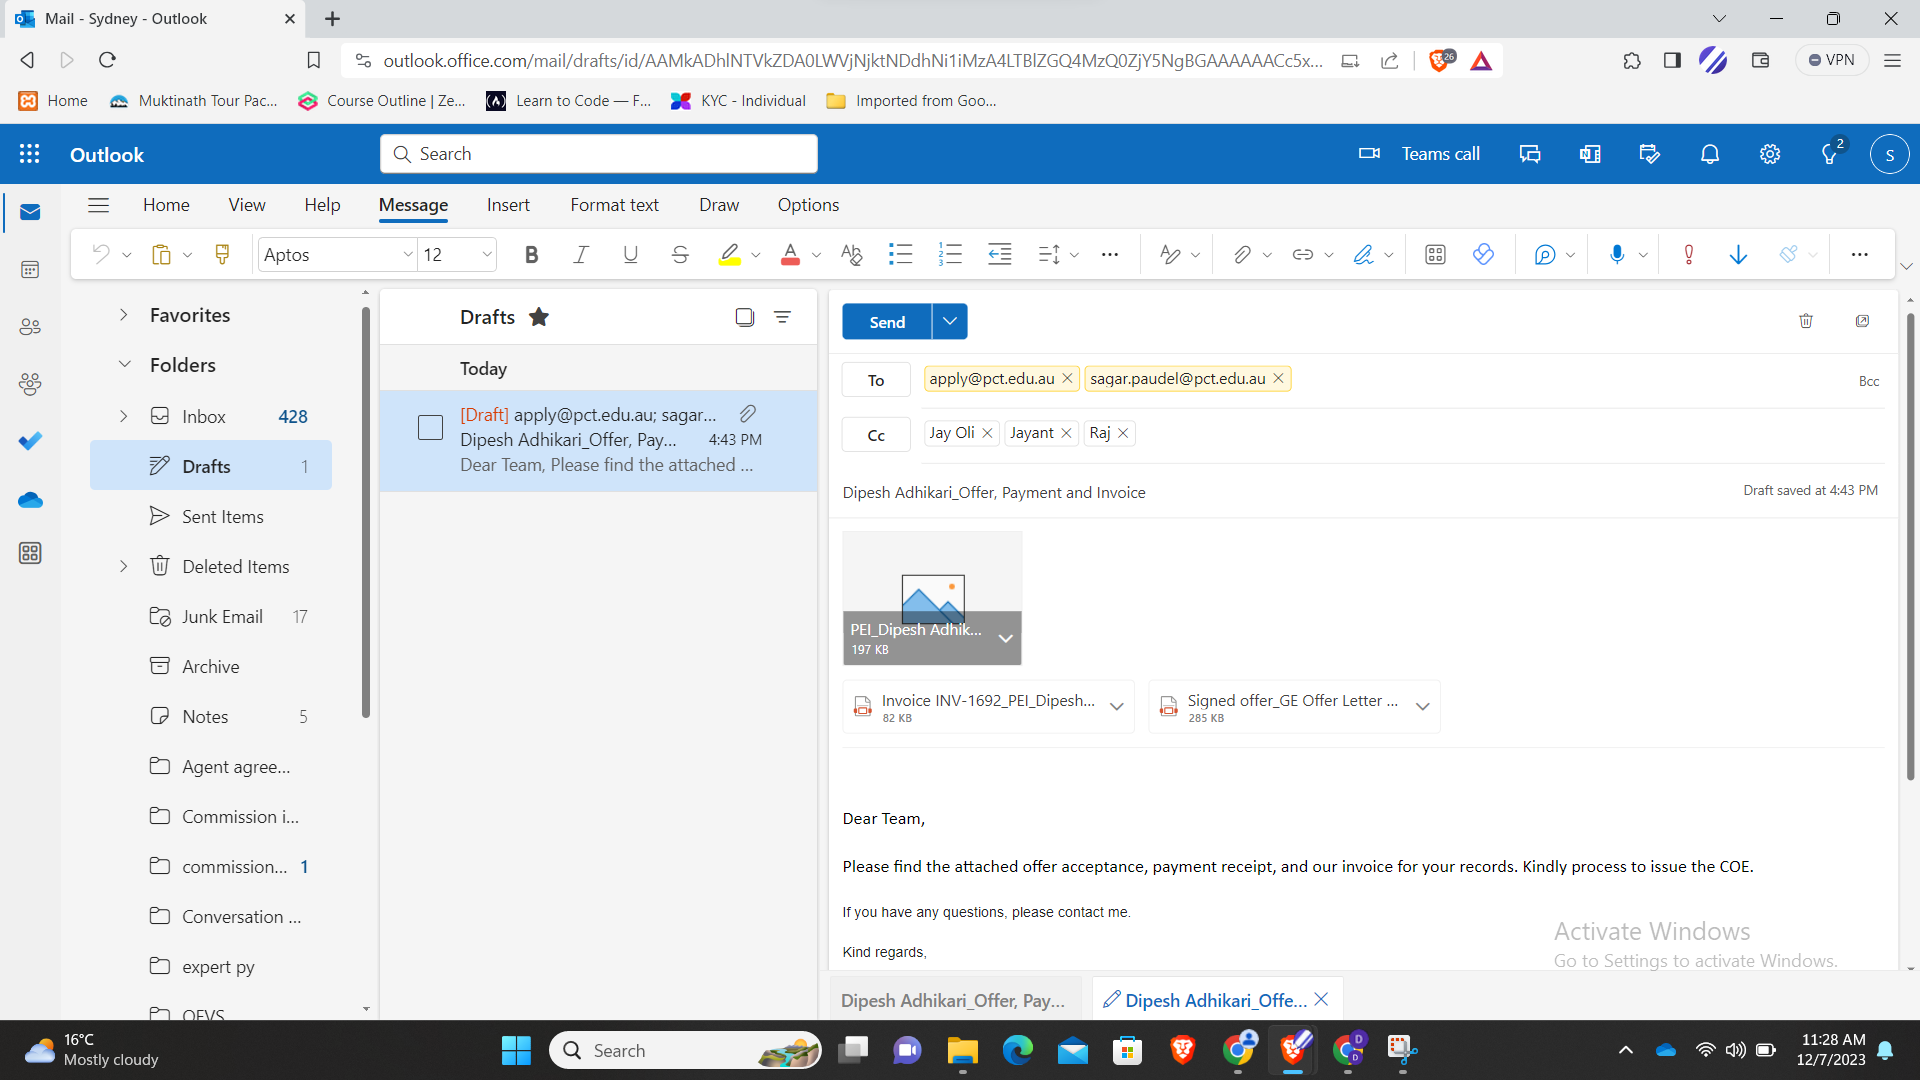 Mail - Sydney - Outlook
outlook.office.com/mail/drafts/id/AAMkADhlNTVkZDA0LWVjNjktNDdhNi1iMzA4LTBlZGQ4MzQ0ZjY5NgBGAAAAAACc5x...
26
VPN
Home
Muktinath Tour Pac...
Course Outline | Ze...
Learn to Code — F...
KYC - Individual
Imported from Goo...
Outlook
Search
Teams call
2
S
Home
View
Help
Message
Insert
Format text
Draw
Options
Aptos
12
Favorites
Folders
Inbox 428
Drafts 1
Sent Items
Deleted Items
Junk Email 17
Archive
Notes 5
Agent agree...
Commission i...
commission... 1
Conversation ...
expert py
OEVS
Drafts
Today
[Draft] apply@pct.edu.au; sagar...
Dipesh Adhikari_Offer, Pay... 4:43 PM
Dear Team, Please find the attached ...
Send
To
apply@pct.edu.au
sagar.paudel@pct.edu.au
Bcc
Cc
Jay Oli
Jayant
Raj
Dipesh Adhikari_Offer, Payment and Invoice
Draft saved at 4:43 PM
PEI_Dipesh Adhik...
197 KB
Invoice INV-1692_PEI_Dipesh...
82 KB
Signed offer_GE Offer Letter ...
285 KB
Dear Team,
Please find the attached offer acceptance, payment receipt, and our invoice for your records. Kindly process to issue the COE.
If you have any questions, please contact me.
Kind regards,
Activate Windows
Go to Settings to activate Windows.
Dipesh Adhikari_Offer, Pay...
Dipesh Adhikari_Offe...
16°C
Mostly cloudy
Search
11:28 AM
12/7/2023